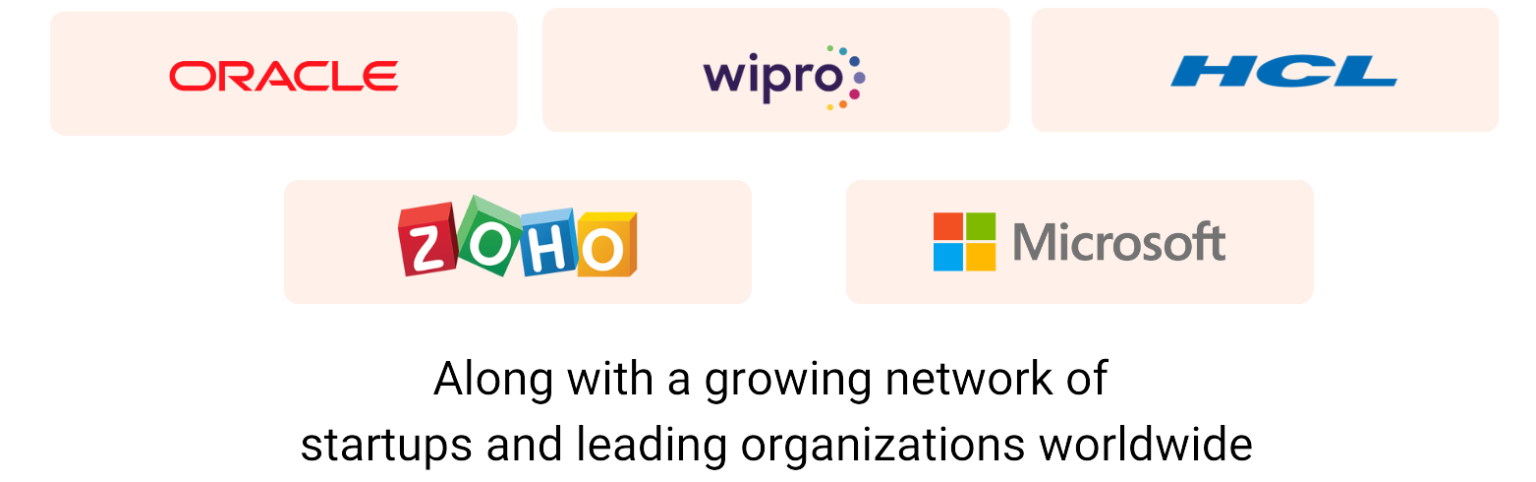 ORACLE
wipro
HCL
ZOHO
Microsoft
Along with a growing network of
startups and leading organizations worldwide